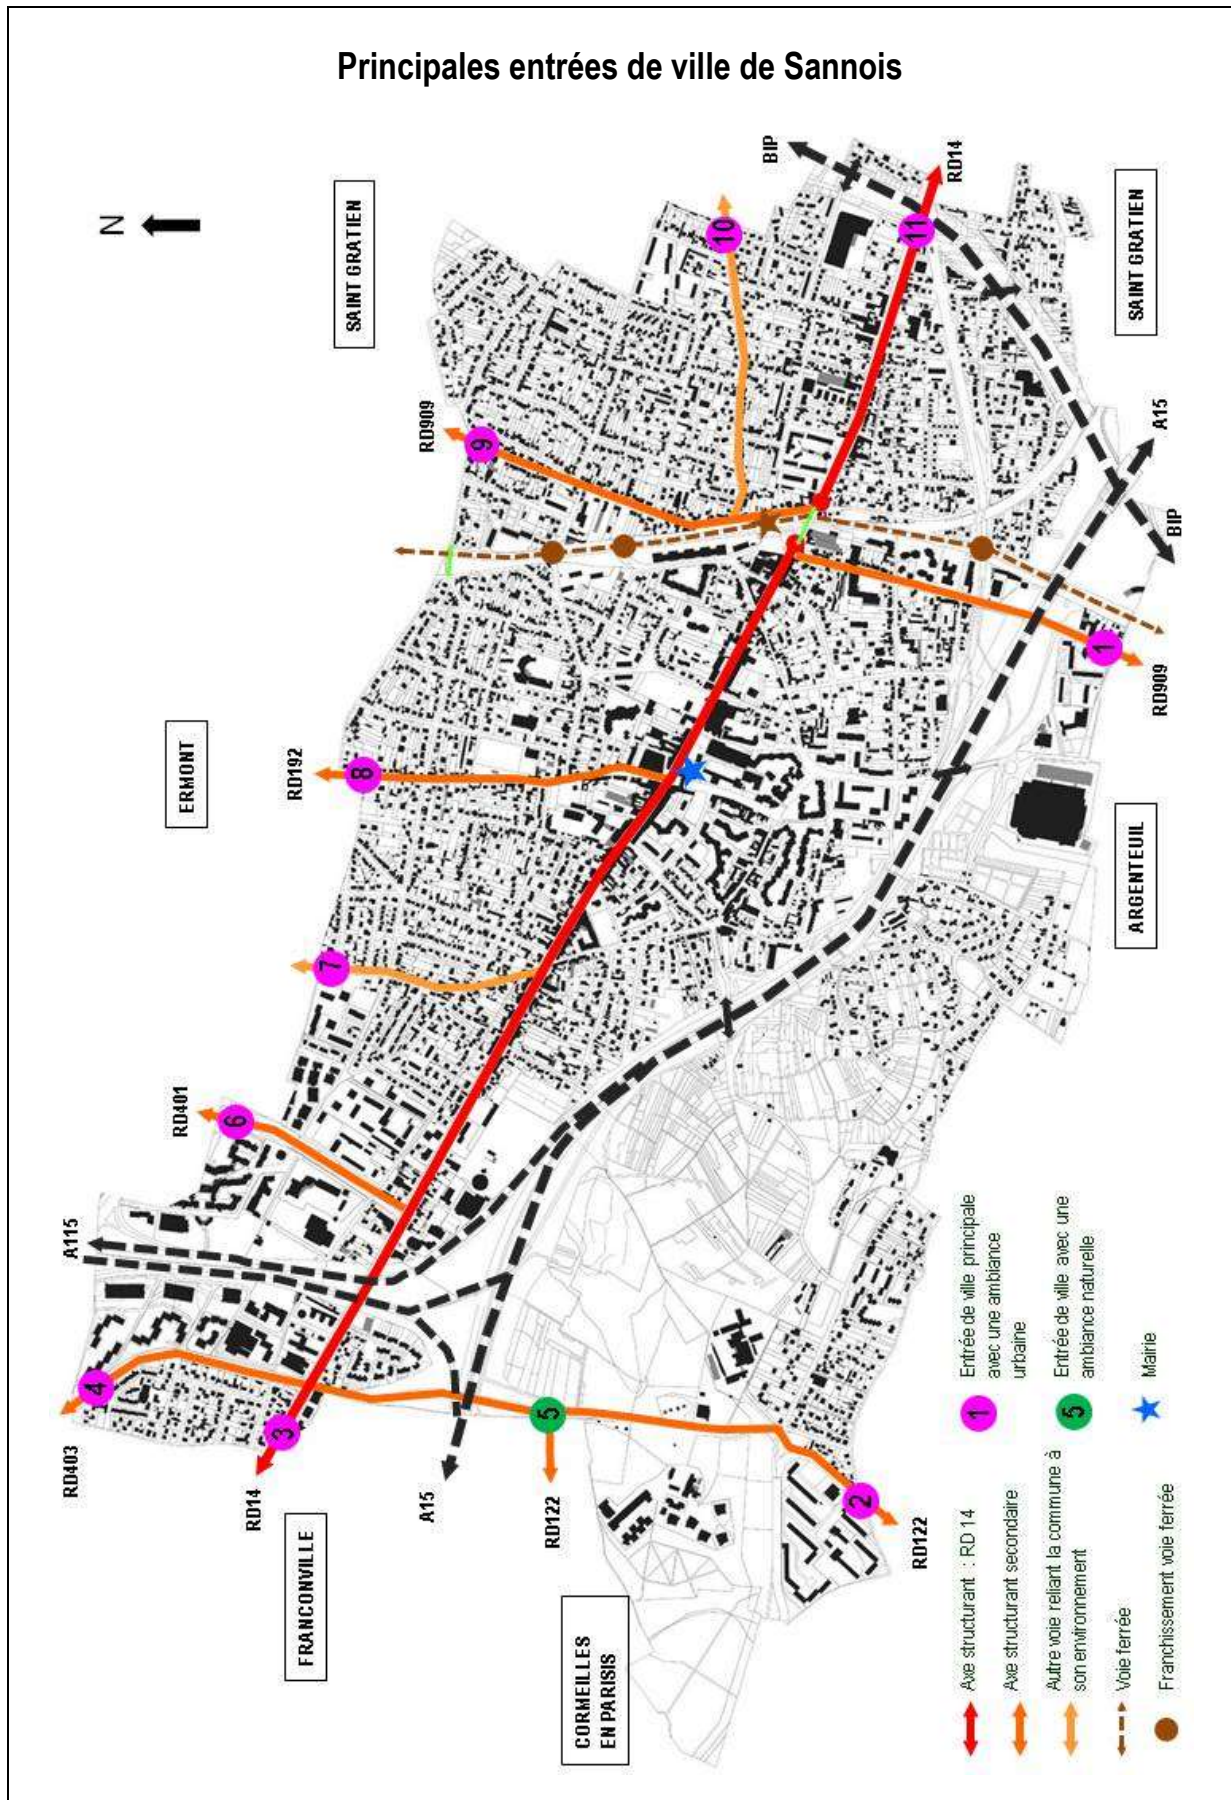 Principales entrées de ville de Sannois
N
SAINT GRATIEN
SAINT GRATIEN
ERMONT
ARGENTEUIL
FRANCONVILLE
CORMEILLES
EN PARISIS
BIP
RD14
A15
BIP
RD909
RD909
RD192
RD401
A115
RD403
RD14
A15
RD122
RD122
1
2
3
4
5
6
7
8
9
10
11
Axe structurant : RD 14
Axe structurant secondaire
Autre voie reliant la commune à
son environnement
Voie ferrée
Franchissement voie ferrée
1
Entrée de ville principale
avec une ambiance
urbaine
5
Entrée de ville avec une
ambiance naturelle
Mairie